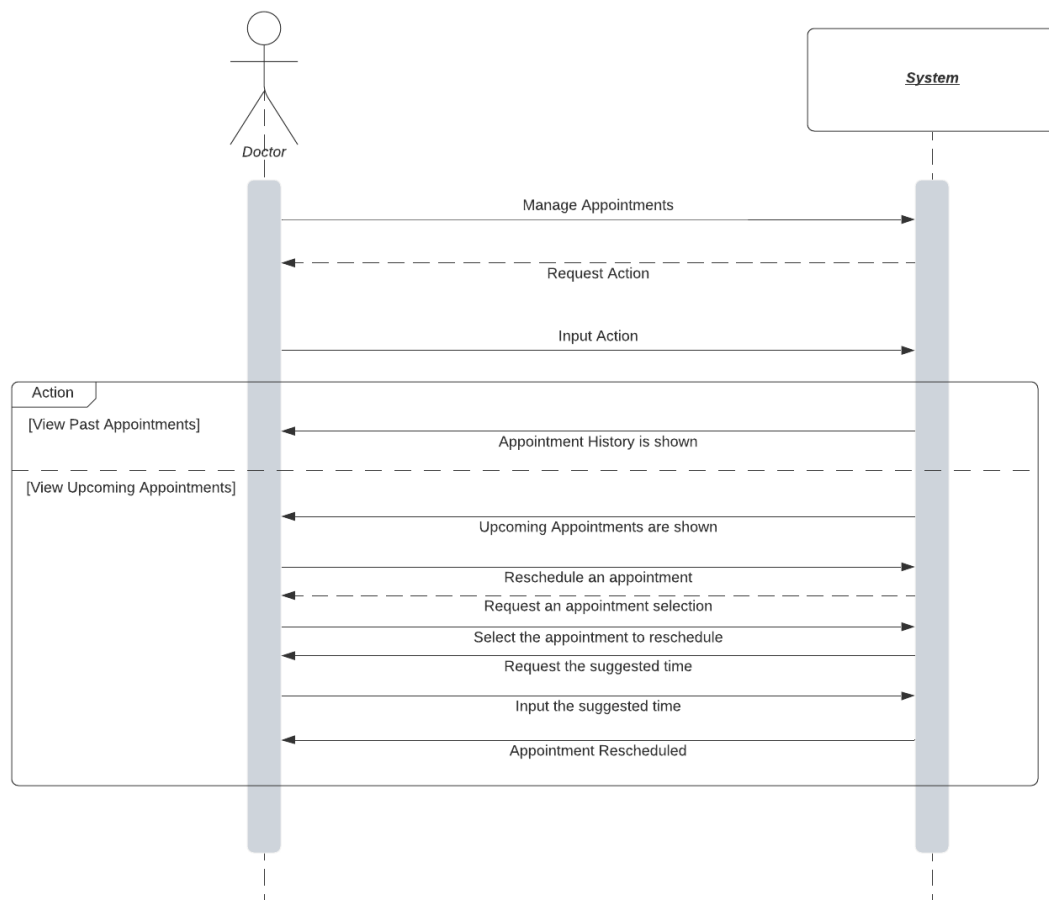 System
Doctor
Manage Appointments
Request Action
Input Action
Action
[View Past Appointments]
Appointment History is shown
[View Upcoming Appointments]
Upcoming Appointments are shown
Reschedule an appointment
Request an appointment selection
Select the appointment to reschedule
Request the suggested time
Input the suggested time
Appointment Rescheduled